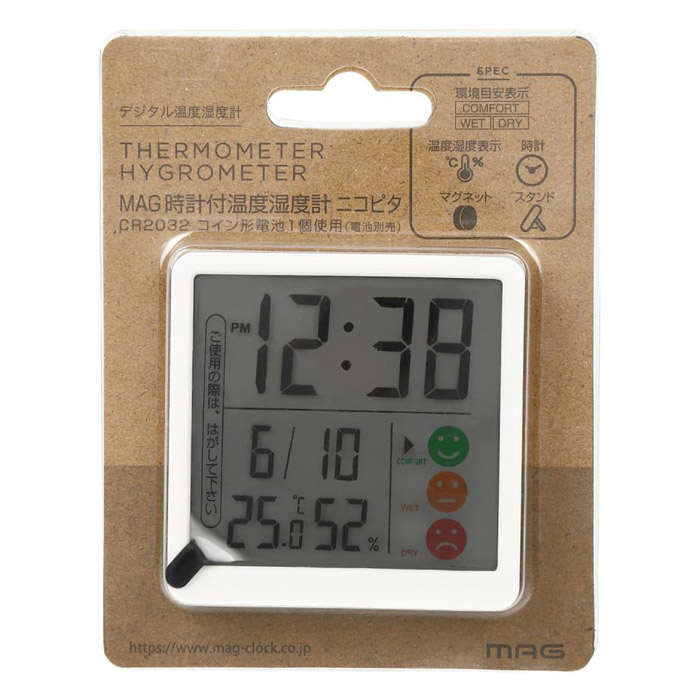 デジタル温度湿度計
THERMOMETER
HYGROMETER
MAG時計付温度湿度計 ニコピタ
CR2032 コイン形電池1個使用(電池別売)
SPEC
環境目安表示
COMFORT
WET DRY
温度湿度表示 時計
℃ %
マグネット スタンド
PM 12:38
ご使用の際は、はがして下さい
6/10
COMFORT
WET
DRY
25.0℃ 52%
https://www.mag-clock.co.jp
MAG